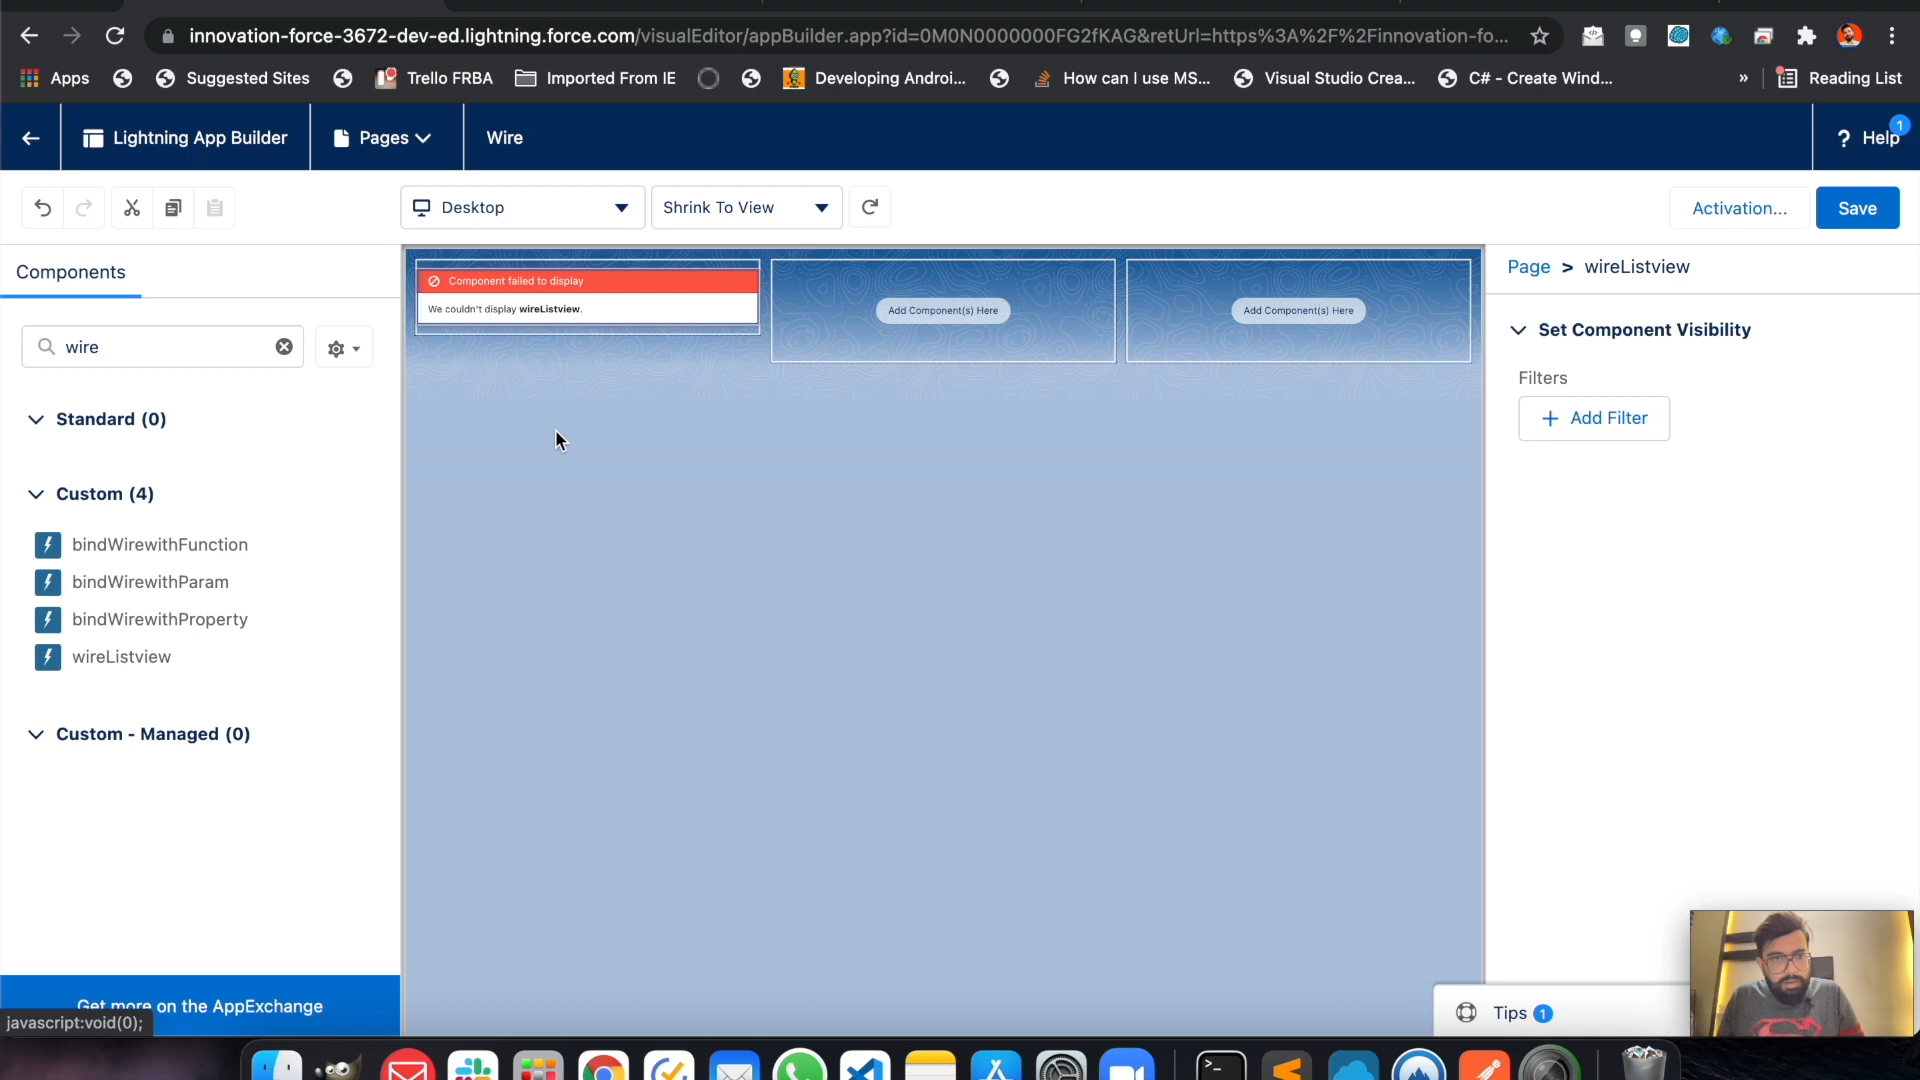 innovation-force-3672-dev-ed.lightning.force.com/visualEditor/appBuilder.app?id=0M0N0000000FG2fKAG&retUrl=https%3A%2F%2Finnovation-fo...
Apps Suggested Sites Trello FRBA Imported From IE Developing Androi... How can I use MS... Visual Studio Crea... C# - Create Wind... » Reading List
Lightning App Builder Pages Wire ? Help 1
Desktop Shrink To View Activation... Save
Components
wire
Standard (0)
Custom (4)
bindWirewithFunction
bindWirewithParam
bindWirewithProperty
wireListview
Custom - Managed (0)
Get more on the AppExchange
javascript:void(0);
Component failed to display
We couldn't display wireListview.
Add Component(s) Here
Add Component(s) Here
Page > wireListview
Set Component Visibility
Filters
+ Add Filter
Tips 1